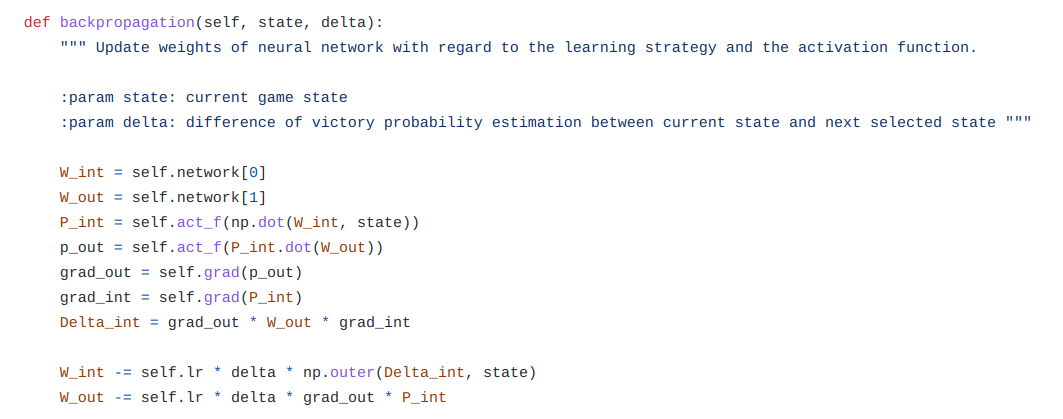 def backpropagation(self, state, delta):
    """ Update weights of neural network with regard to the learning strategy and the activation function.

    :param state: current game state
    :param delta: difference of victory probability estimation between current state and next selected state """

    W_int = self.network[0]
    W_out = self.network[1]
    P_int = self.act_f(np.dot(W_int, state))
    p_out = self.act_f(P_int.dot(W_out))
    grad_out = self.grad(p_out)
    grad_int = self.grad(P_int)
    Delta_int = grad_out * W_out * grad_int

    W_int -= self.lr * delta * np.outer(Delta_int, state)
    W_out -= self.lr * delta * grad_out * P_int